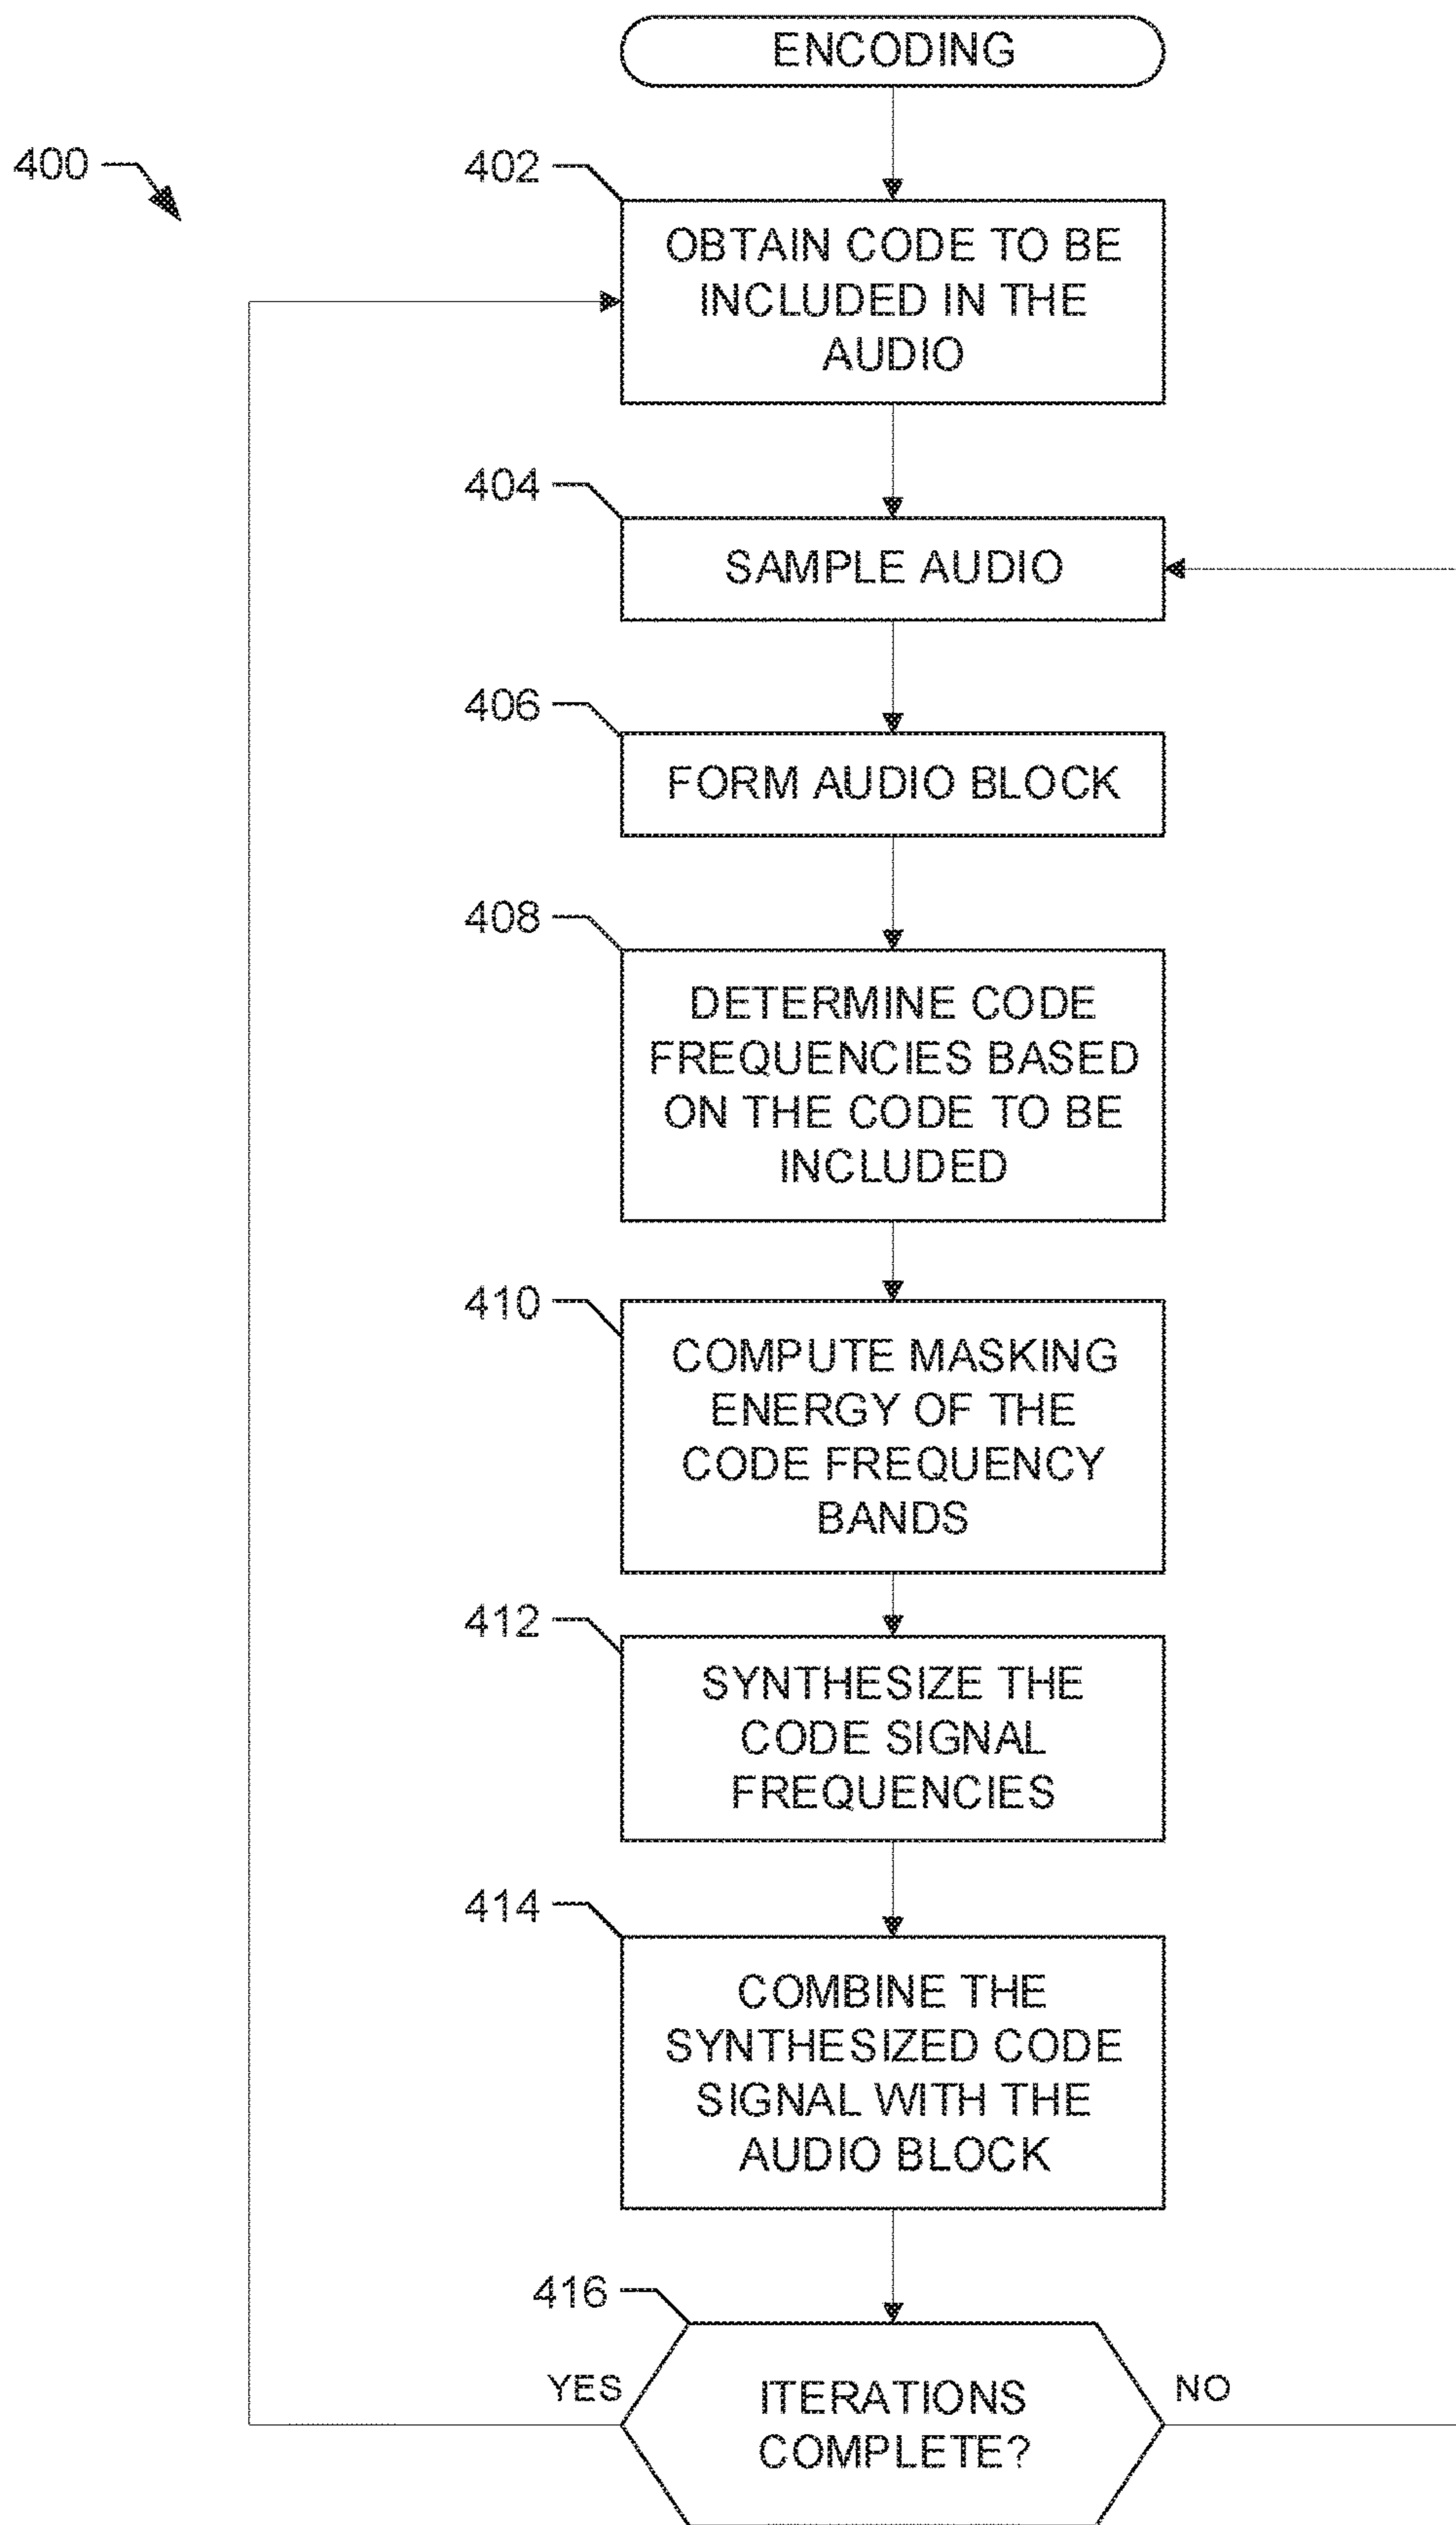 ENCODING
400
402
OBTAIN CODE TO BE
INCLUDED IN THE
AUDIO
404
SAMPLE AUDIO
406
FORM AUDIO BLOCK
408
DETERMINE CODE
FREQUENCIES BASED
ON THE CODE TO BE
INCLUDED
410
COMPUTE MASKING
ENERGY OF THE
CODE FREQUENCY
BANDS
412
SYNTHESIZE THE
CODE SIGNAL
FREQUENCIES
414
COMBINE THE
SYNTHESIZED CODE
SIGNAL WITH THE
AUDIO BLOCK
416
YES
ITERATIONS
COMPLETE?
NO